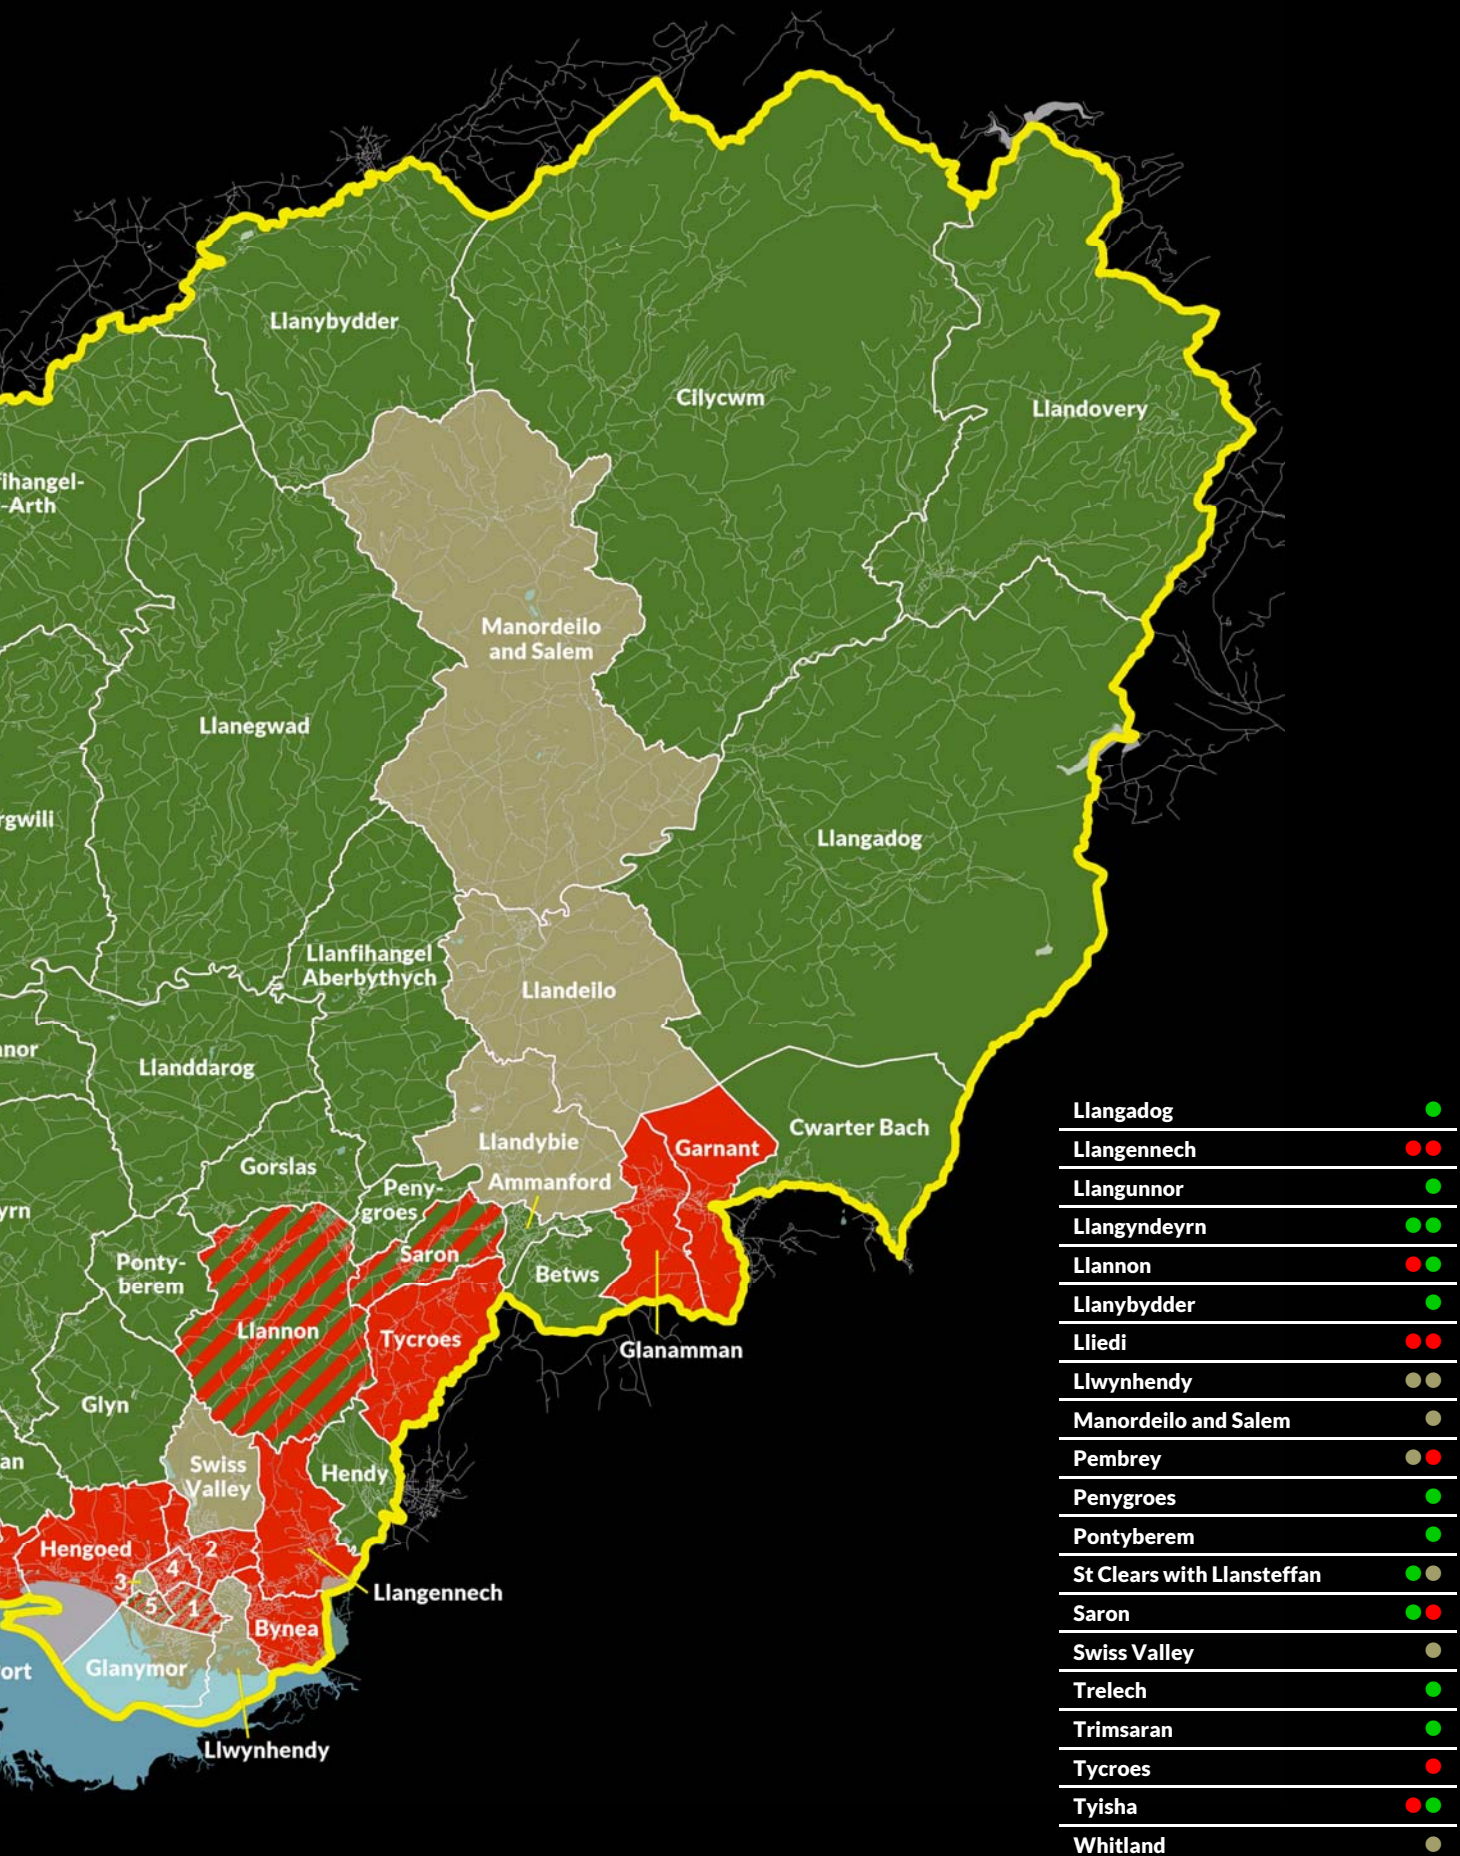 Llanybydder
Cilycwm
Llandovery
fihangel-
-Arth
Manordeilo
and Salem
Llanegwad
rgwili
Llangadog
Llanfihangel
Aberbythych
Llandeilo
nnor
Llanddarog
Cwarter Bach
Llandybie
Garnant
Gorslas
Ammanford
Peny-
groes
yrn
Saron
Ponty-
berem
Betws
Llannon
Tycroes
Glanamman
Glyn
an
Swiss
Valley
Hendy
Hengoed
2
4
3
5
1
Llangennech
Bynea
Glanymor
ort
Llwynhendy
Llangadog
Llangennech
Llangunnor
Llangyndeyrn
Llannon
Llanybydder
Lliedi
Llwynhendy
Manordeilo and Salem
Pembrey
Penygroes
Pontyberem
St Clears with Llansteffan
Saron
Swiss Valley
Trelech
Trimsaran
Tycroes
Tyisha
Whitland